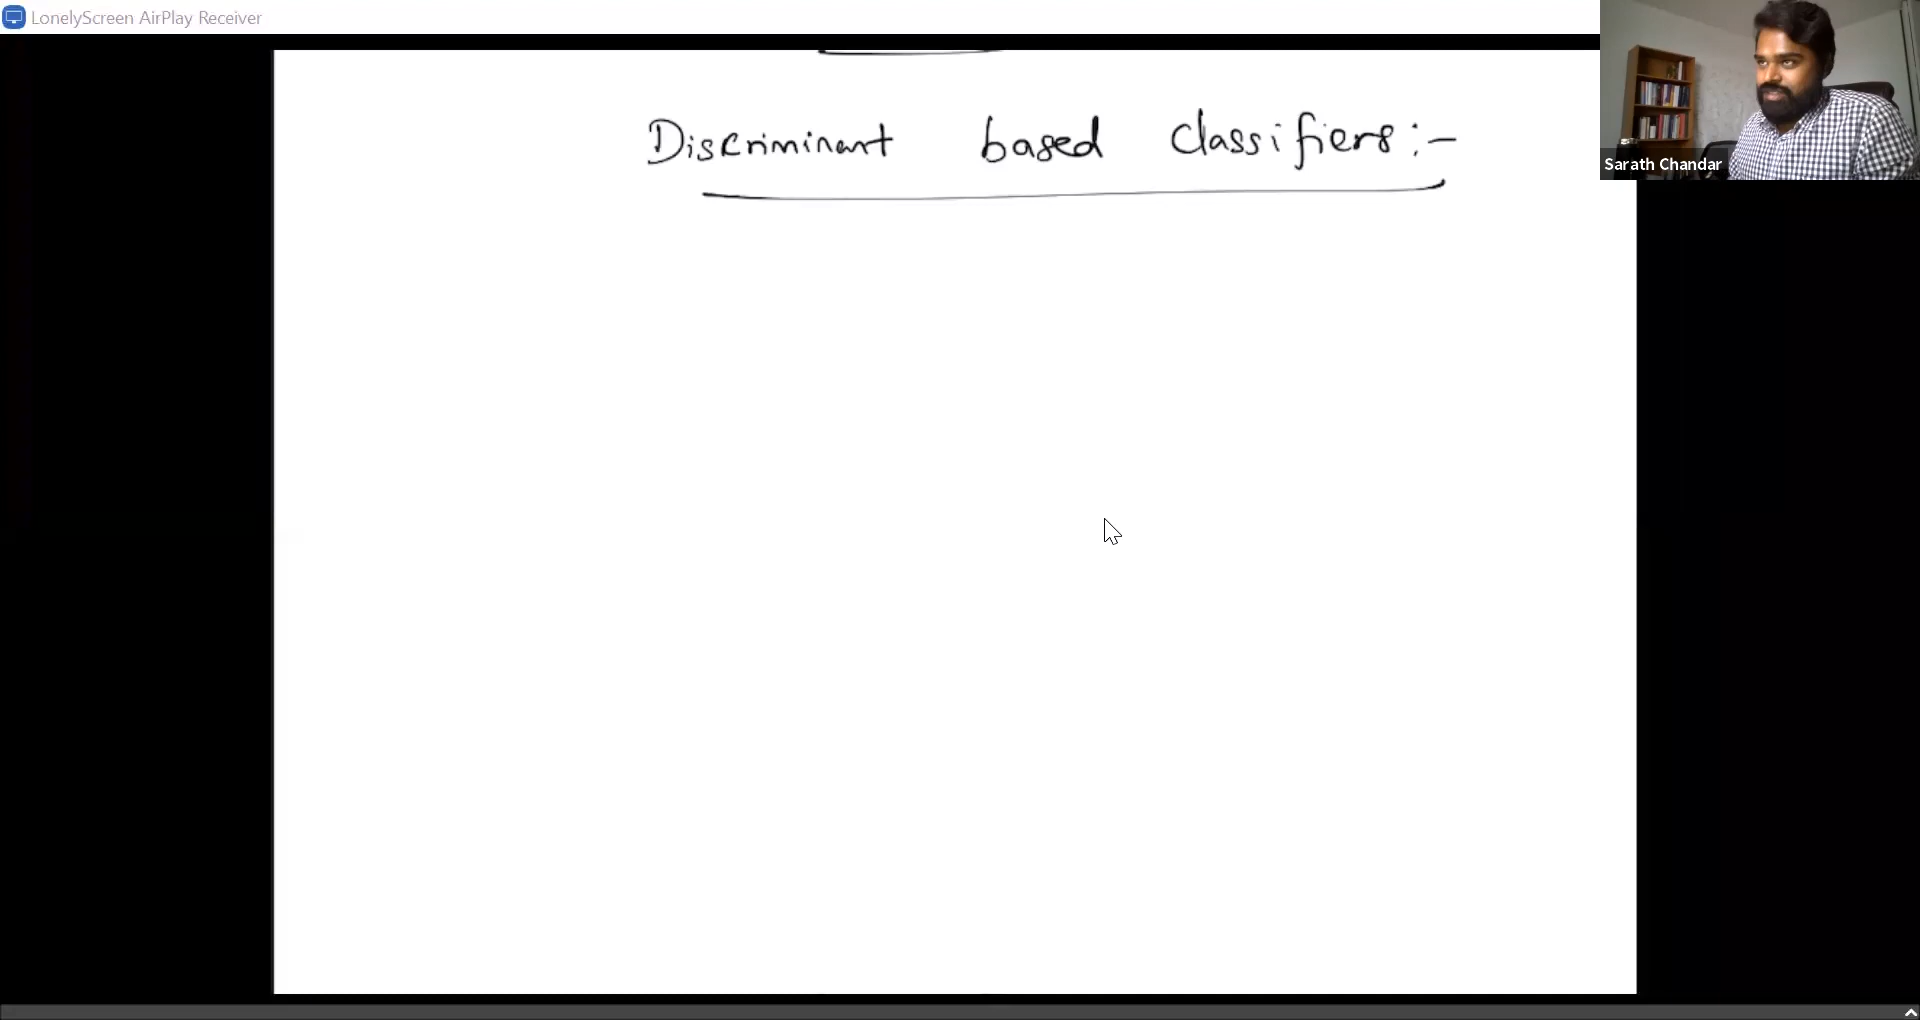 LonelyScreen AirPlay Receiver
Discriminant based classifiers:-
Sarath Chandar